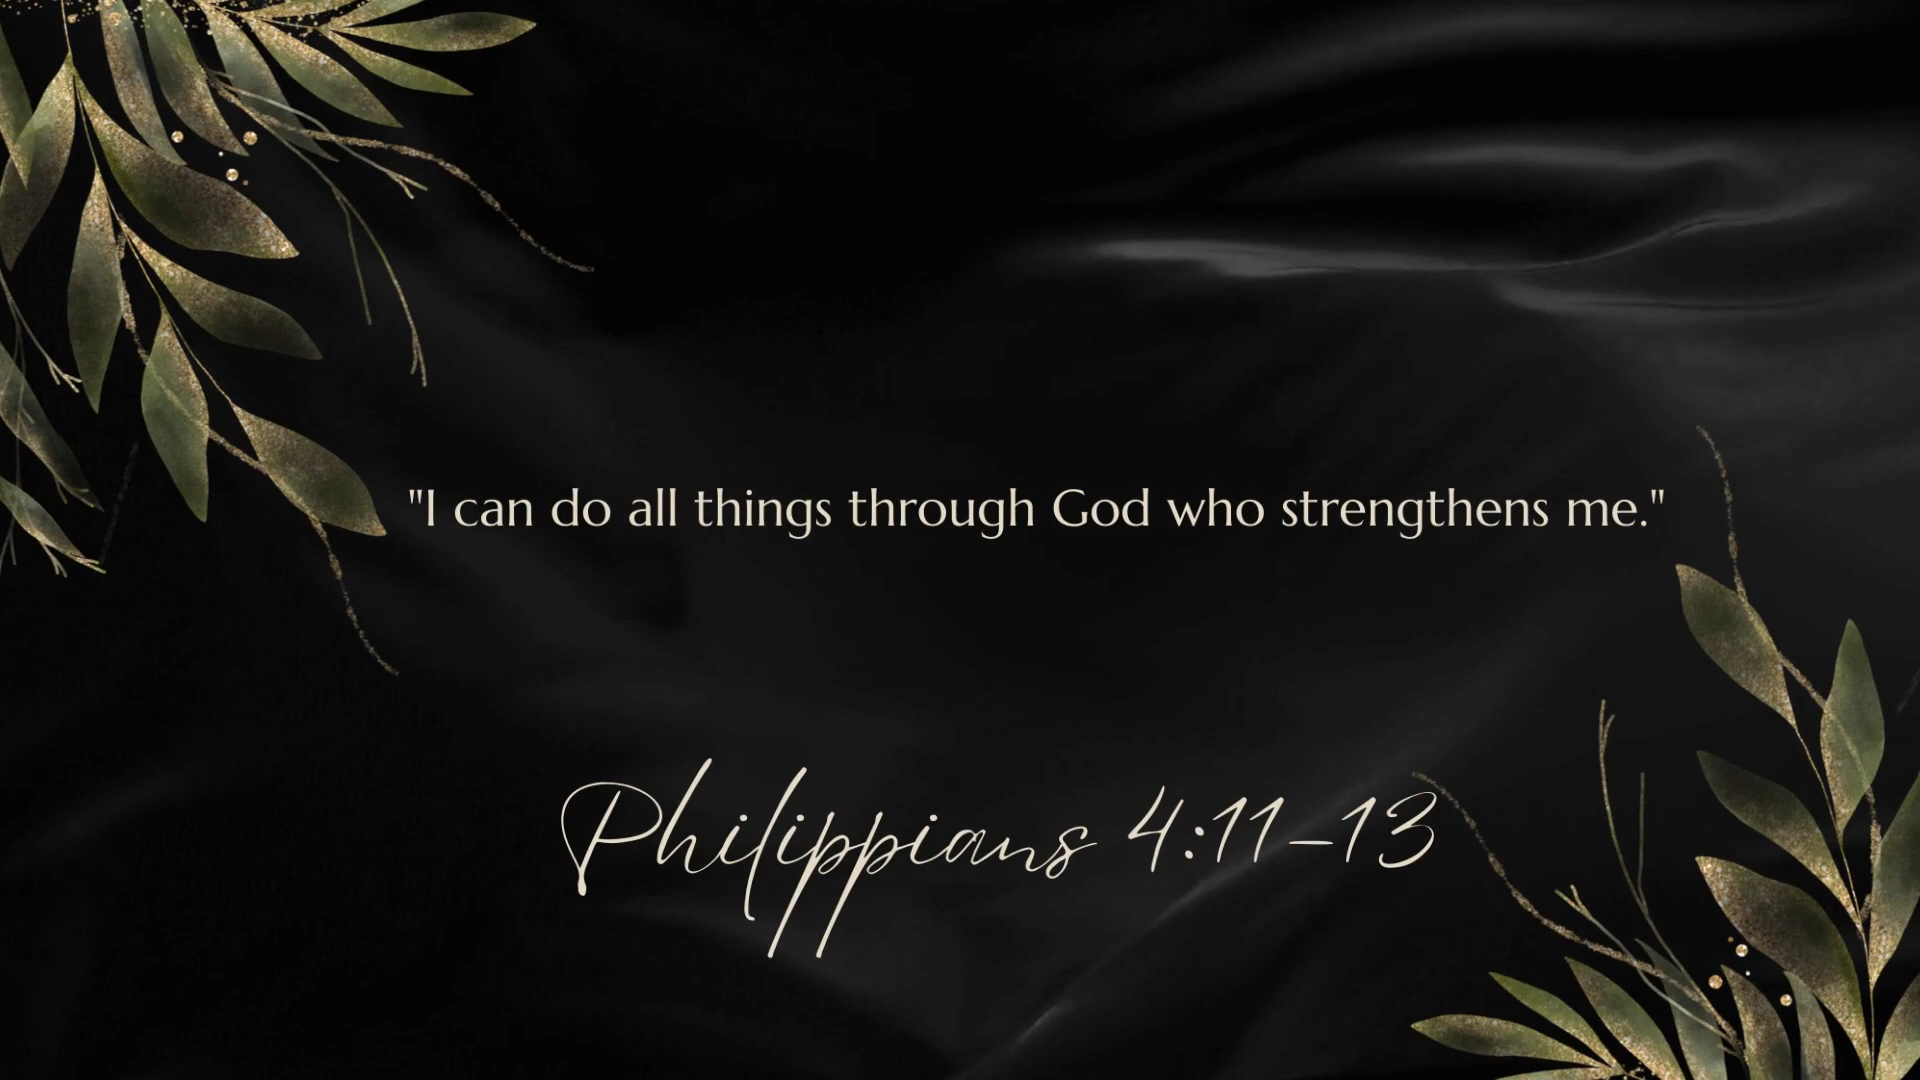 "I can do all things through God who strengthens me."
Philippians 4:11-13